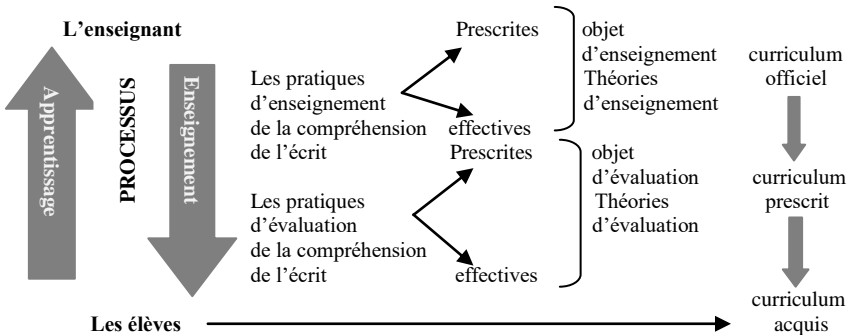 L'enseignant
Apprentissage
PROCESSUS
Enseignement
Les pratiques
d'enseignement
de la compréhension
de l'écrit
Prescrites
effectives
objet
d'enseignement
Théories
d'enseignement
Les pratiques
d'évaluation
de la compréhension
de l'écrit
Prescrites
effectives
objet
d'évaluation
Théories
d'évaluation
curriculum
officiel
curriculum
prescrit
curriculum
acquis
Les élèves